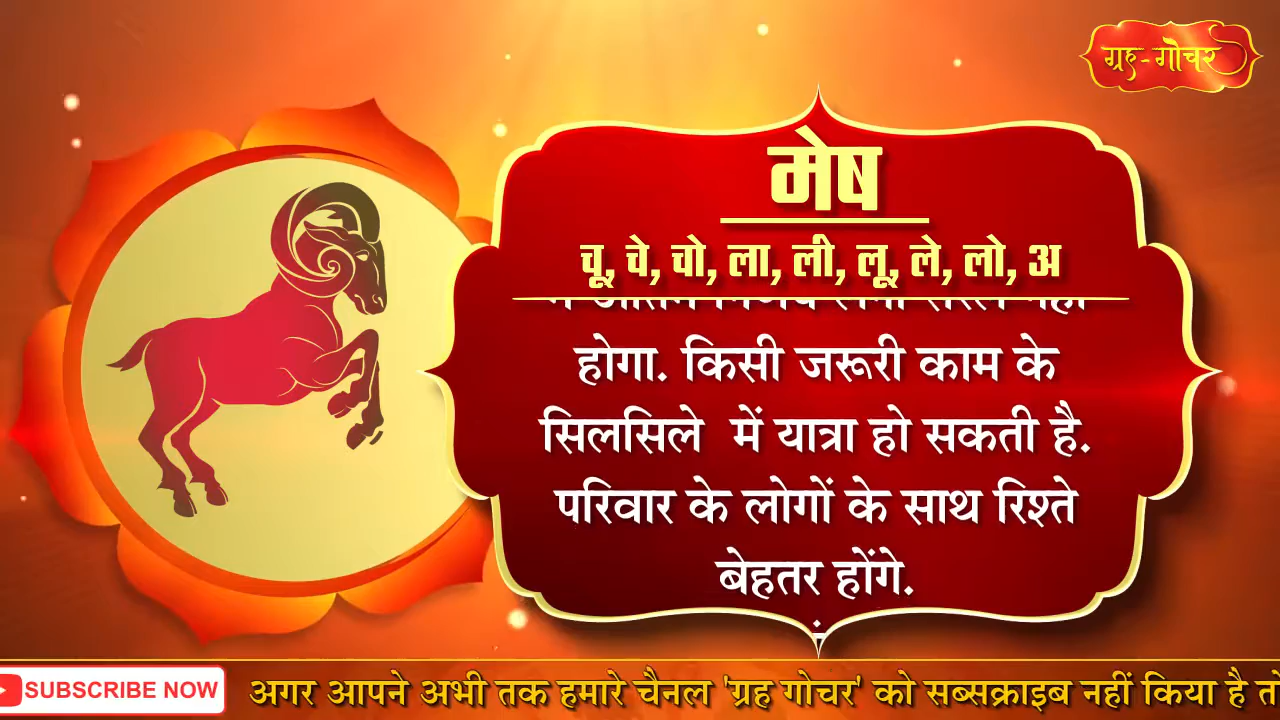 ग्रह-गोचर
मेष
चू, चे, चो, ला, ली, लू, ले, लो, अ
होगा. किसी जरूरी काम के
सिलसिले में यात्रा हो सकती है.
परिवार के लोगों के साथ रिश्ते
बेहतर होंगे.
SUBSCRIBE NOW
अगर आपने अभी तक हमारे चैनल 'ग्रह गोचर' को सब्सक्राइब नहीं किया है तो